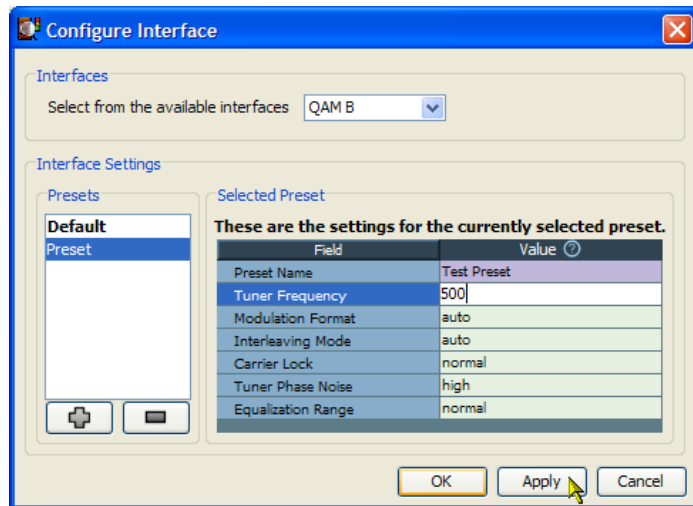 Configure Interface
Interfaces
Select from the available interfaces QAM B
Interface Settings
Presets
Default
Preset
Selected Preset
These are the settings for the currently selected preset.
Field Value ?
Preset Name Test Preset
Tuner Frequency 500
Modulation Format auto
Interleaving Mode auto
Carrier Lock normal
Tuner Phase Noise high
Equalization Range normal
OK Apply Cancel